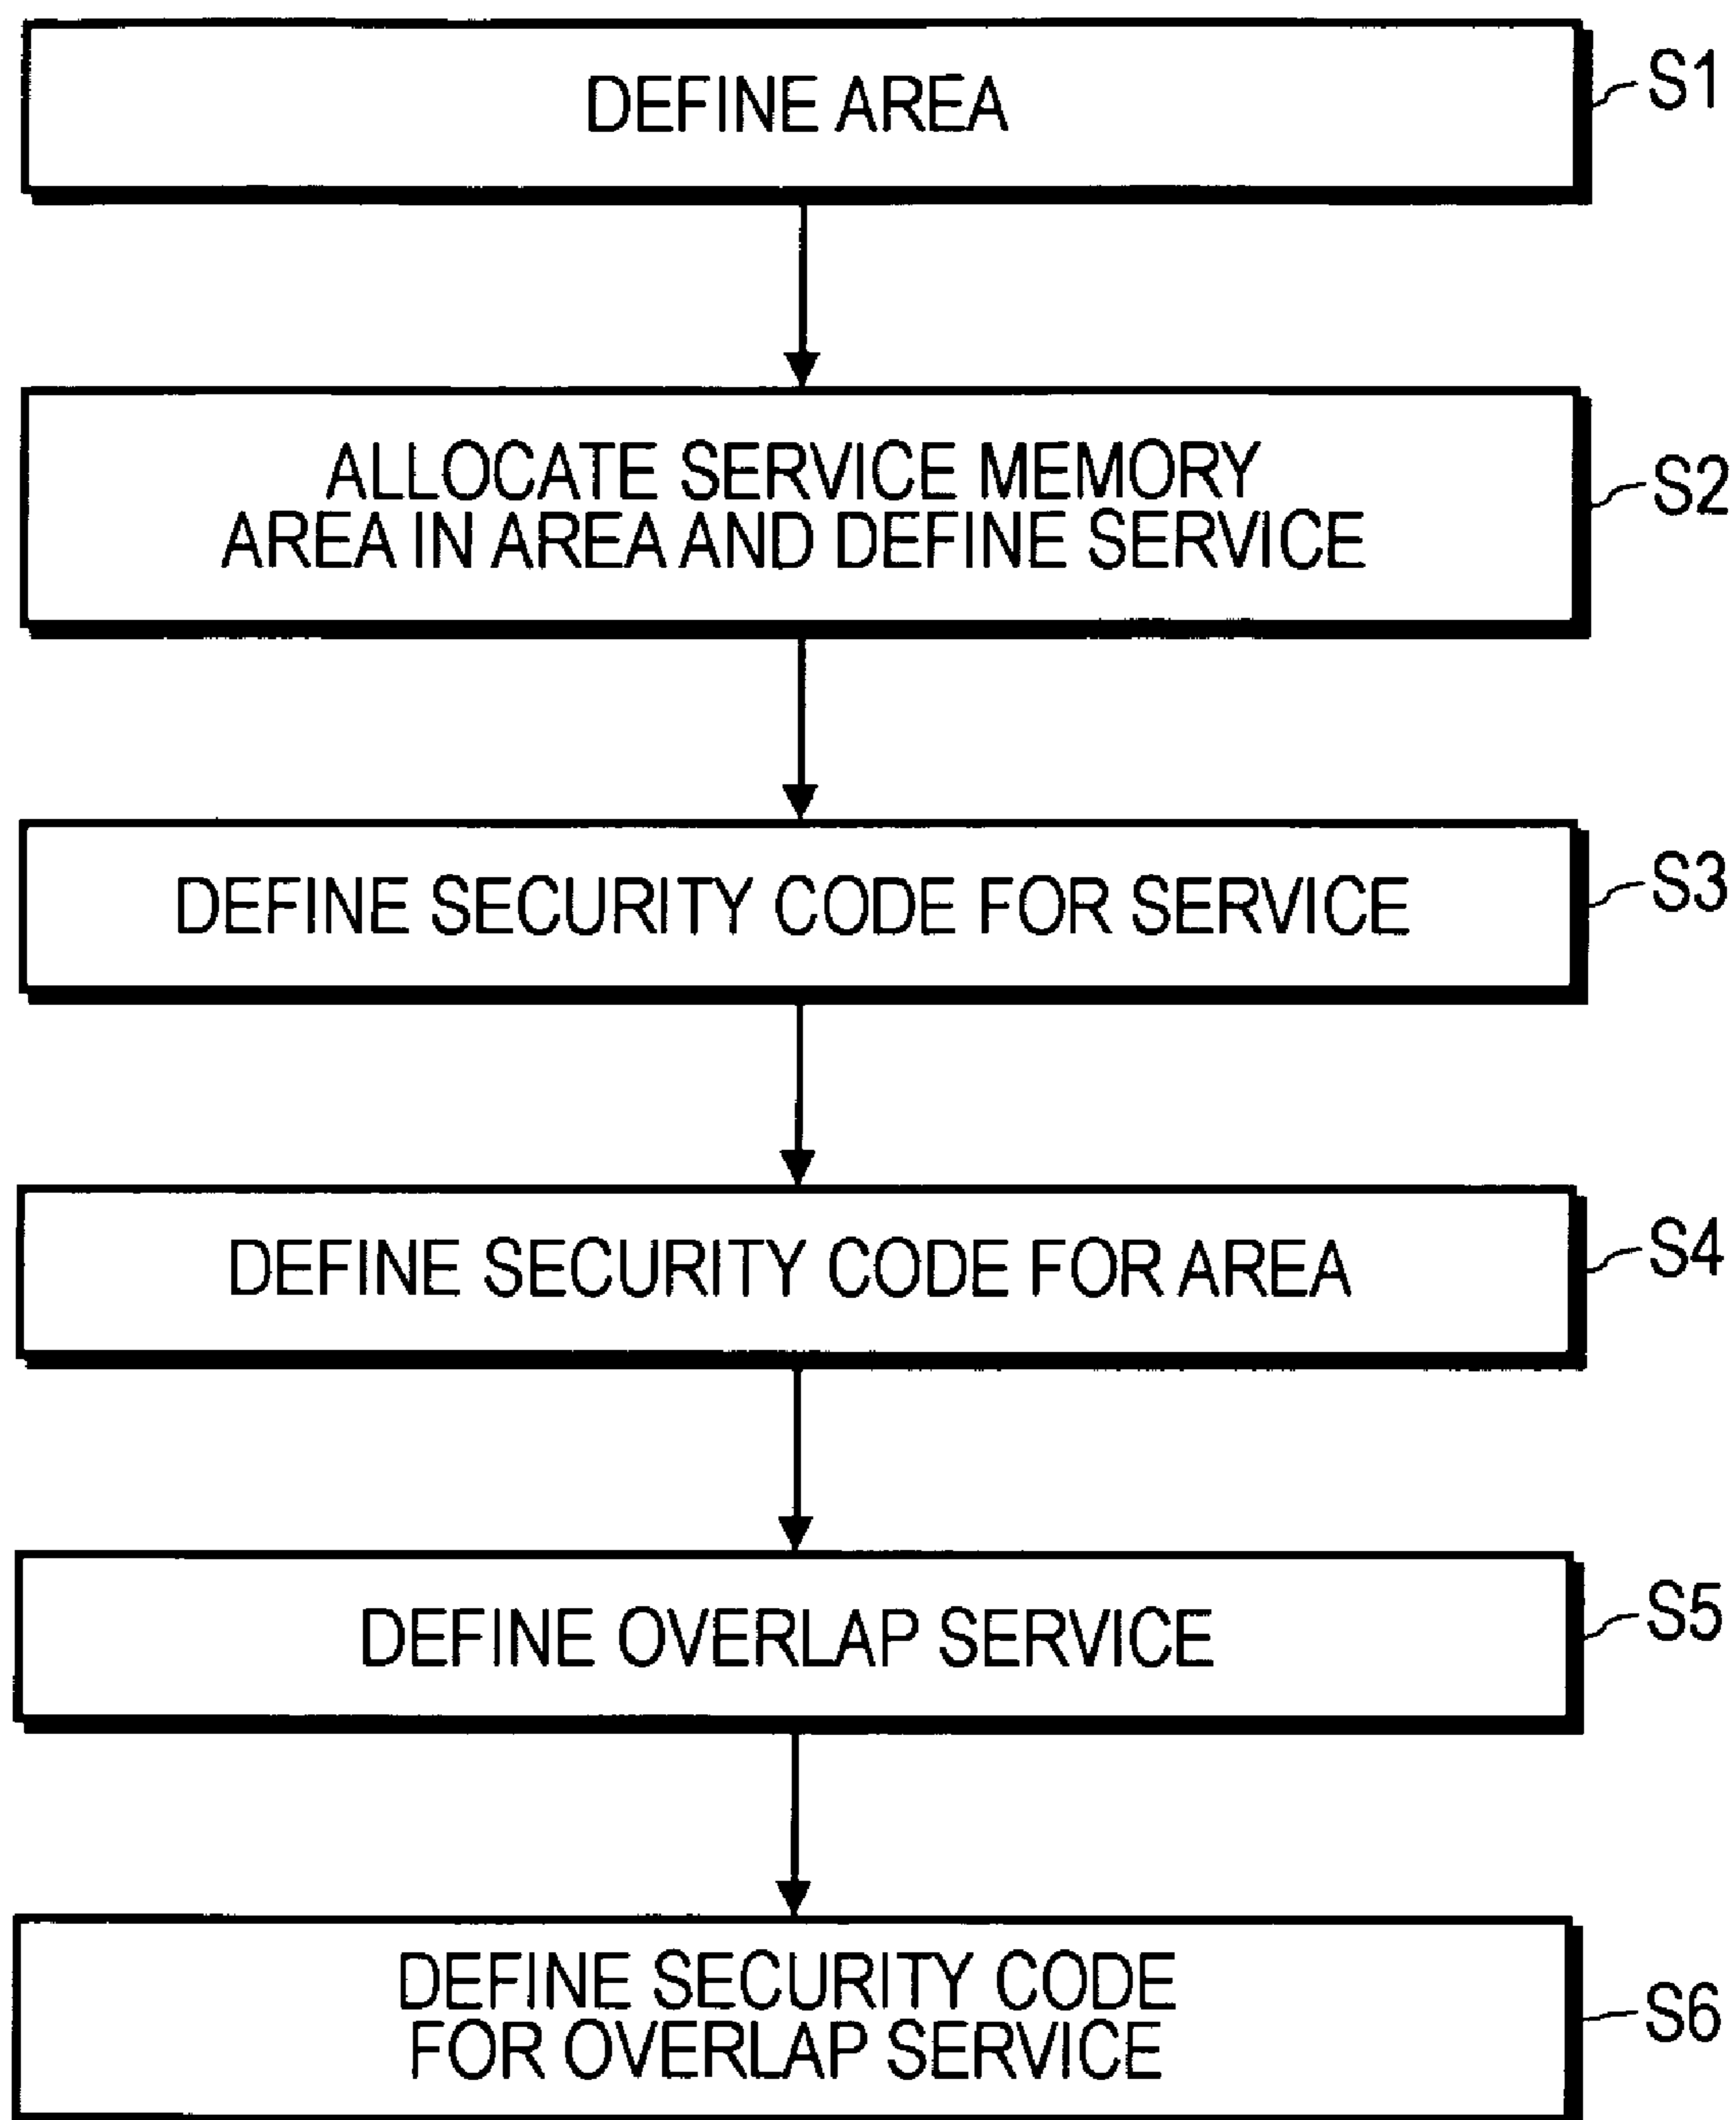 DEFINE AREA
S1
ALLOCATE SERVICE MEMORY
AREA IN AREA AND DEFINE SERVICE
S2
DEFINE SECURITY CODE FOR SERVICE
S3
DEFINE SECURITY CODE FOR AREA
S4
DEFINE OVERLAP SERVICE
S5
DEFINE SECURITY CODE
FOR OVERLAP SERVICE
S6